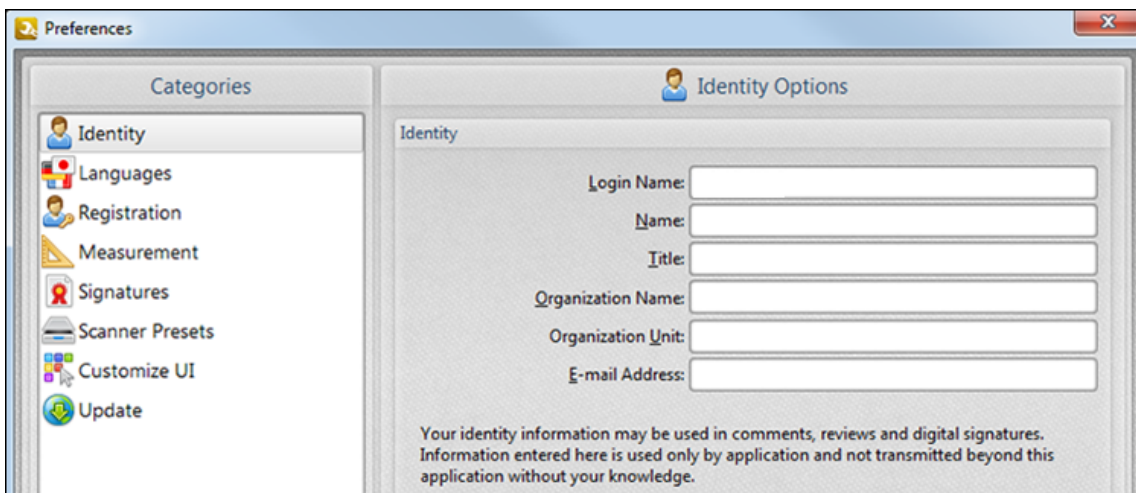 Preferences
Categories
Identity
Languages
Registration
Measurement
Signatures
Scanner Presets
Customize UI
Update
Identity Options
Identity
Login Name:
Name:
Title:
Organization Name:
Organization Unit:
E-mail Address:
Your identity information may be used in comments, reviews and digital signatures.
Information entered here is used only by application and not transmitted beyond this
application without your knowledge.